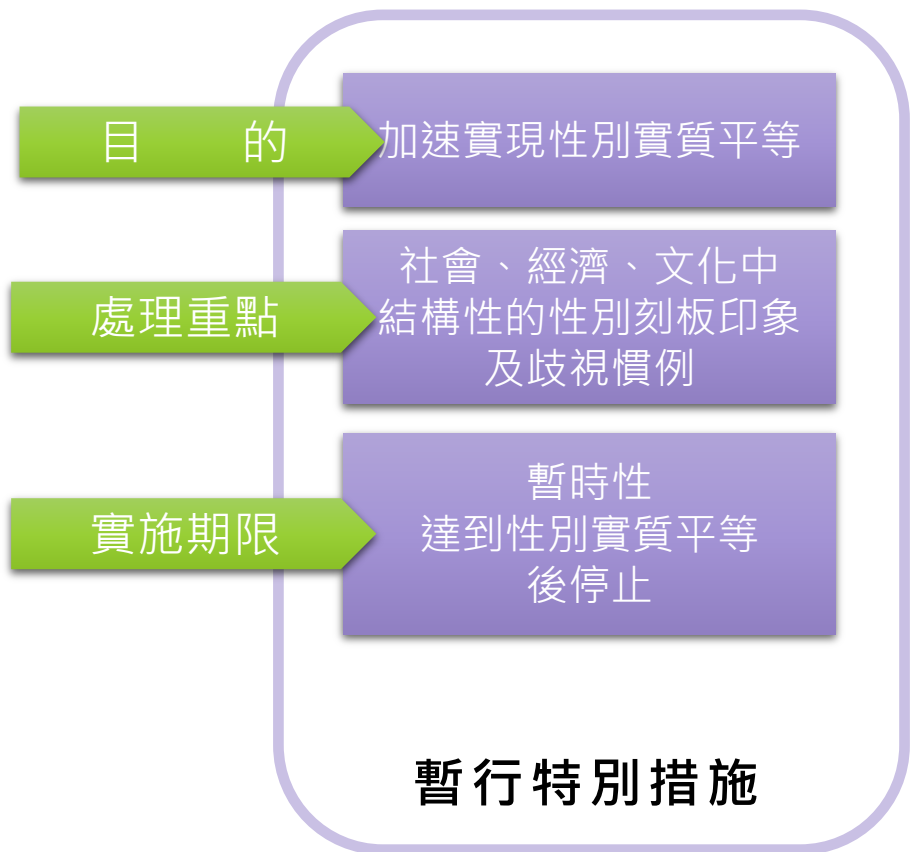 目 的
加速實現性別實質平等
處理重點
社會、經濟、文化中
結構性的性別刻板印象
及歧視慣例
實施期限
暫時性
達到性別實質平等
後停止
暫行特別措施